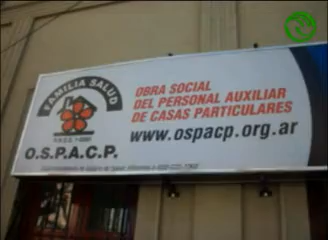 FAMILIA SALUD
O.S.P.A.C.P.
OBRA SOCIAL
DEL PERSONAL AUXILIAR
DE CASAS PARTICULARES
www.ospacp.org.ar